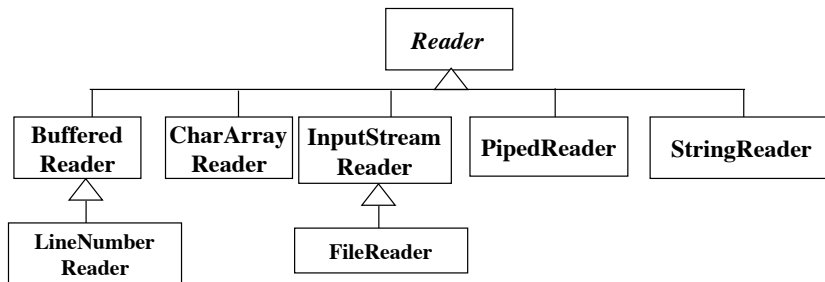 Reader
Buffered
Reader
CharArray
Reader
InputStream
Reader
PipedReader
StringReader
LineNumber
Reader
FileReader